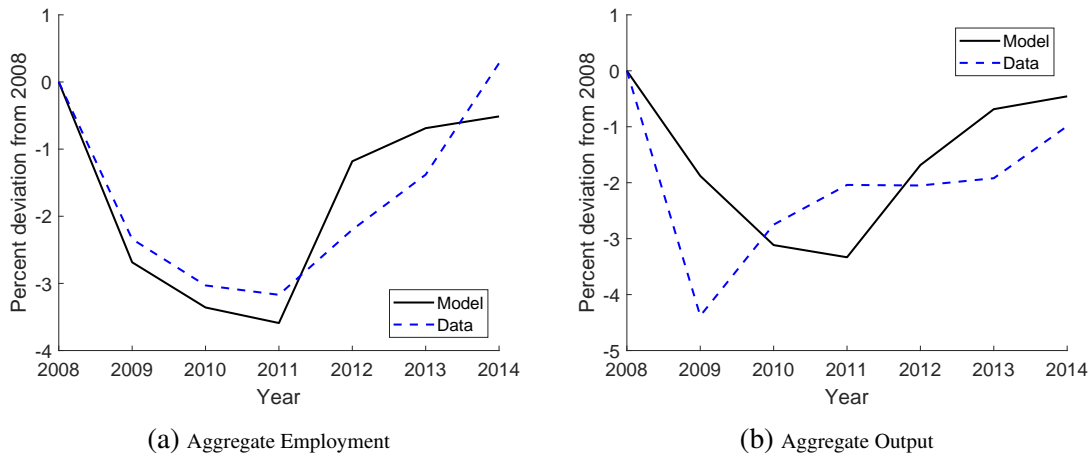 Percent deviation from 2008
1
0
-1
-2
-3
-4
2008 2009 2010 2011 2012 2013 2014
Year
Model
Data
(a) Aggregate Employment
Percent deviation from 2008
1
0
-1
-2
-3
-4
-5
2008 2009 2010 2011 2012 2013 2014
Year
Model
Data
(b) Aggregate Output